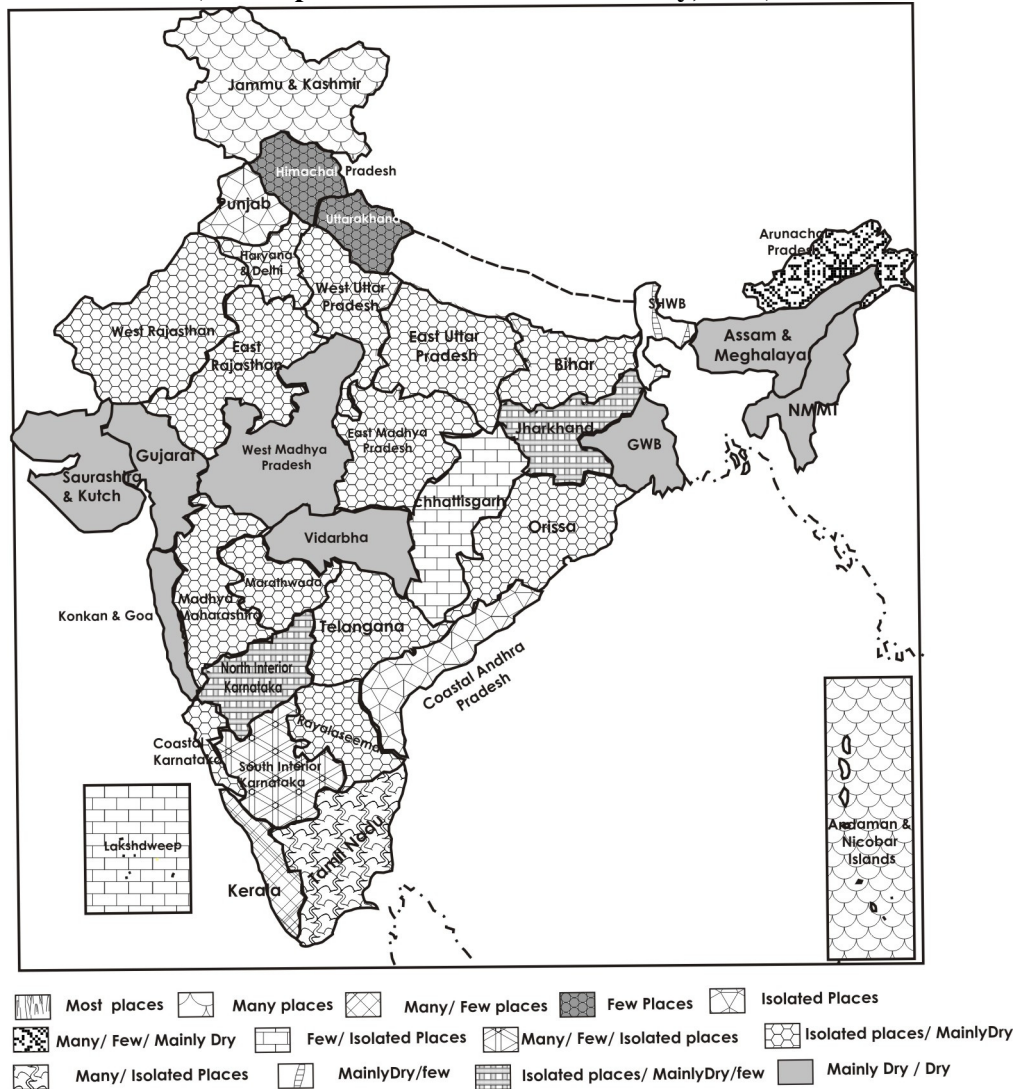 Jammu & Kashmir
Himachal Pradesh
Punjab
Uttarakhand
Arunachal
Pradesh
Haryana
& Delhi
West Uttar
Pradesh
SHWB
West Rajasthan
East
Rajasthan
East Uttar
Pradesh
Bihar
Assam &
Meghalaya
NMMT
Jharkhand
GWB
Gujarat
West Madhya
Pradesh
East Madhya
Pradesh
Saurashtra
& Kutch
Chhattisgarh
Orissa
Vidarbha
Marathwada
Madhya
Maharashtra
Konkan & Goa
Telangana
North Interior
Karnataka
Coastal Andhra
Pradesh
Rayalaseema
Coastal
Karnataka
South Interior
Karnataka
Lakshdweep
Tamil Nadu
Kerala
Andaman &
Nicobar
Islands
Most places
Many places
Many/ Few places
Few Places
Isolated Places
Many/ Few/ Mainly Dry
Few/ Isolated Places
Many/ Few/ Isolated places
Isolated places/ MainlyDry
Many/ Isolated Places
MainlyDry/few
Isolated places/ MainlyDry/few
Mainly Dry / Dry